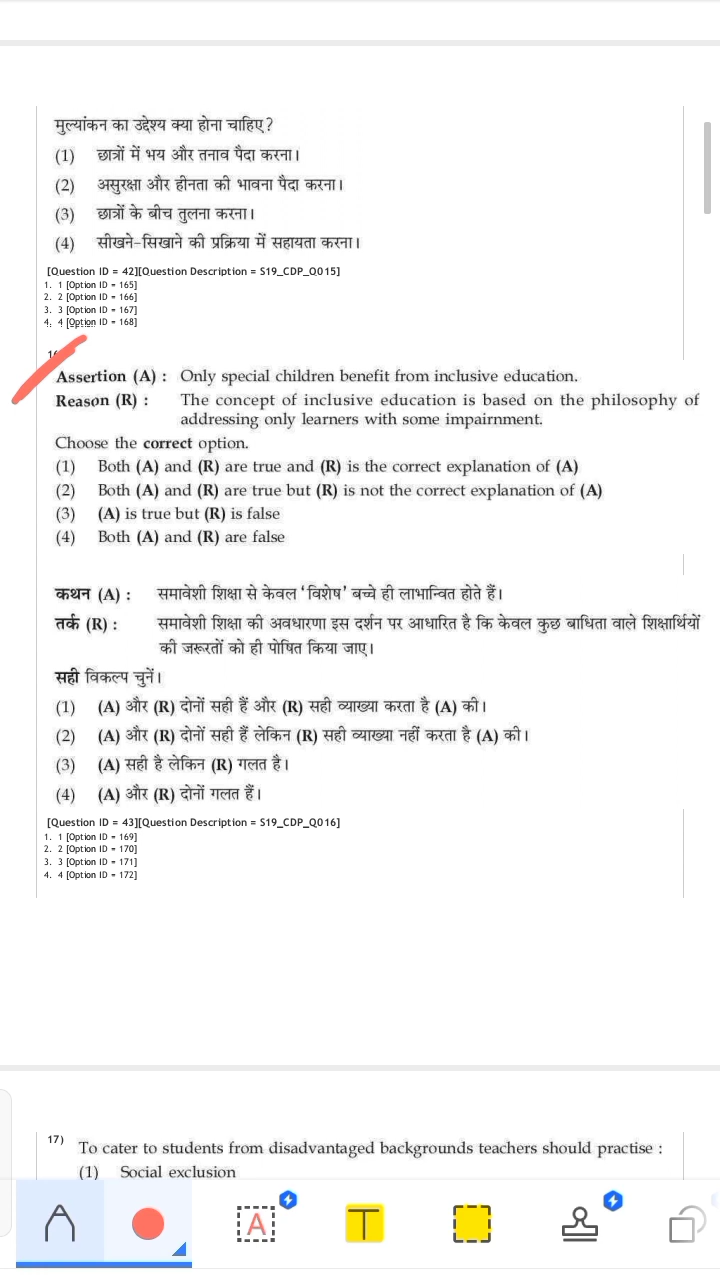 मुल्यांकन का उद्देश्य क्या होना चाहिए?
(1) छात्रों में भय और तनाव पैदा करना।
(2) असुरक्षा और हीनता की भावना पैदा करना।
(3) छात्रों के बीच तुलना करना।
(4) सीखने-सिखाने की प्रक्रिया में सहायता करना।
[Question ID = 42][Question Description = S19_CDP_Q015]
1. 1 [Option ID = 165]
2. 2 [Option ID = 166]
3. 3 [Option ID = 167]
4. 4 [Option ID = 168]
Assertion (A) : Only special children benefit from inclusive education.
Reason (R) : The concept of inclusive education is based on the philosophy of
addressing only learners with some impairnment.
Choose the correct option.
(1) Both (A) and (R) are true and (R) is the correct explanation of (A)
(2) Both (A) and (R) are true but (R) is not the correct explanation of (A)
(3) (A) is true but (R) is false
(4) Both (A) and (R) are false
कथन (A) : समावेशी शिक्षा से केवल 'विशेष' बच्चे ही लाभान्वित होते हैं।
तर्क (R) : समावेशी शिक्षा की अवधारणा इस दर्शन पर आधारित है कि केवल कुछ बाधिता वाले शिक्षार्थियों
की जरूरतों को ही पोषित किया जाए।
सही विकल्प चुनें।
(1) (A) और (R) दोनों सही हैं और (R) सही व्याख्या करता है (A) की।
(2) (A) और (R) दोनों सही हैं लेकिन (R) सही व्याख्या नहीं करता है (A) की।
(3) (A) सही है लेकिन (R) गलत है।
(4) (A) और (R) दोनों गलत हैं।
[Question ID = 43][Question Description = S19_CDP_Q016]
1. 1 [Option ID = 169]
2. 2 [Option ID = 170]
3. 3 [Option ID = 171]
4. 4 [Option ID = 172]
17) To cater to students from disadvantaged backgrounds teachers should practise :
(1) Social exclusion
A
T